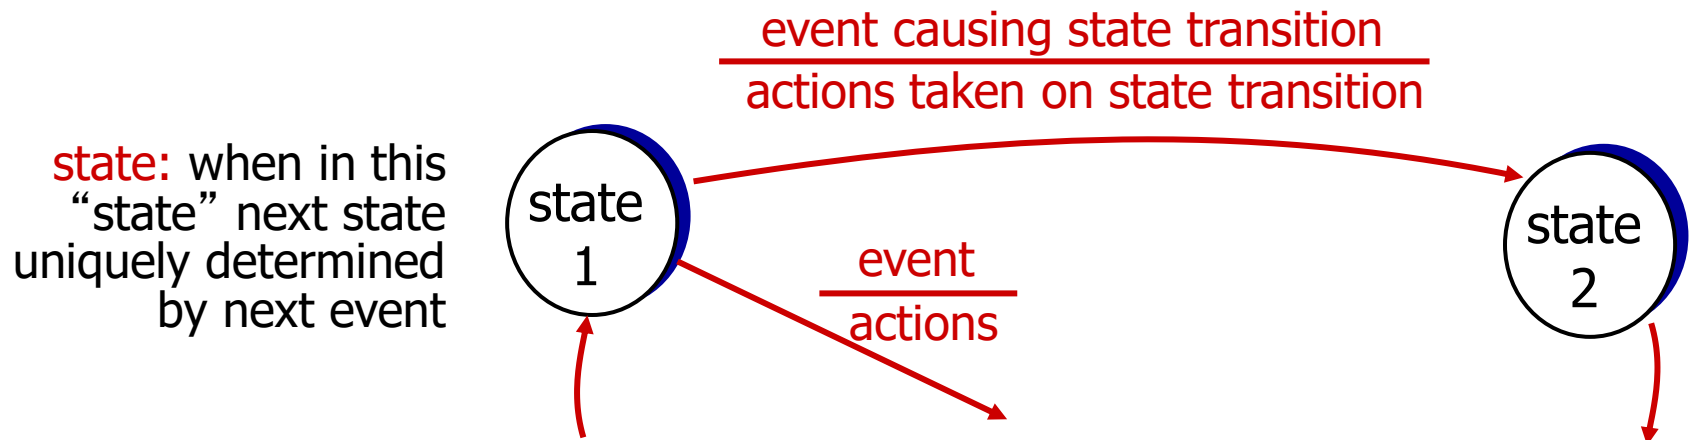 event causing state transition
actions taken on state transition
state: when in this
“state” next state
uniquely determined
by next event
state
1
event
actions
state
2